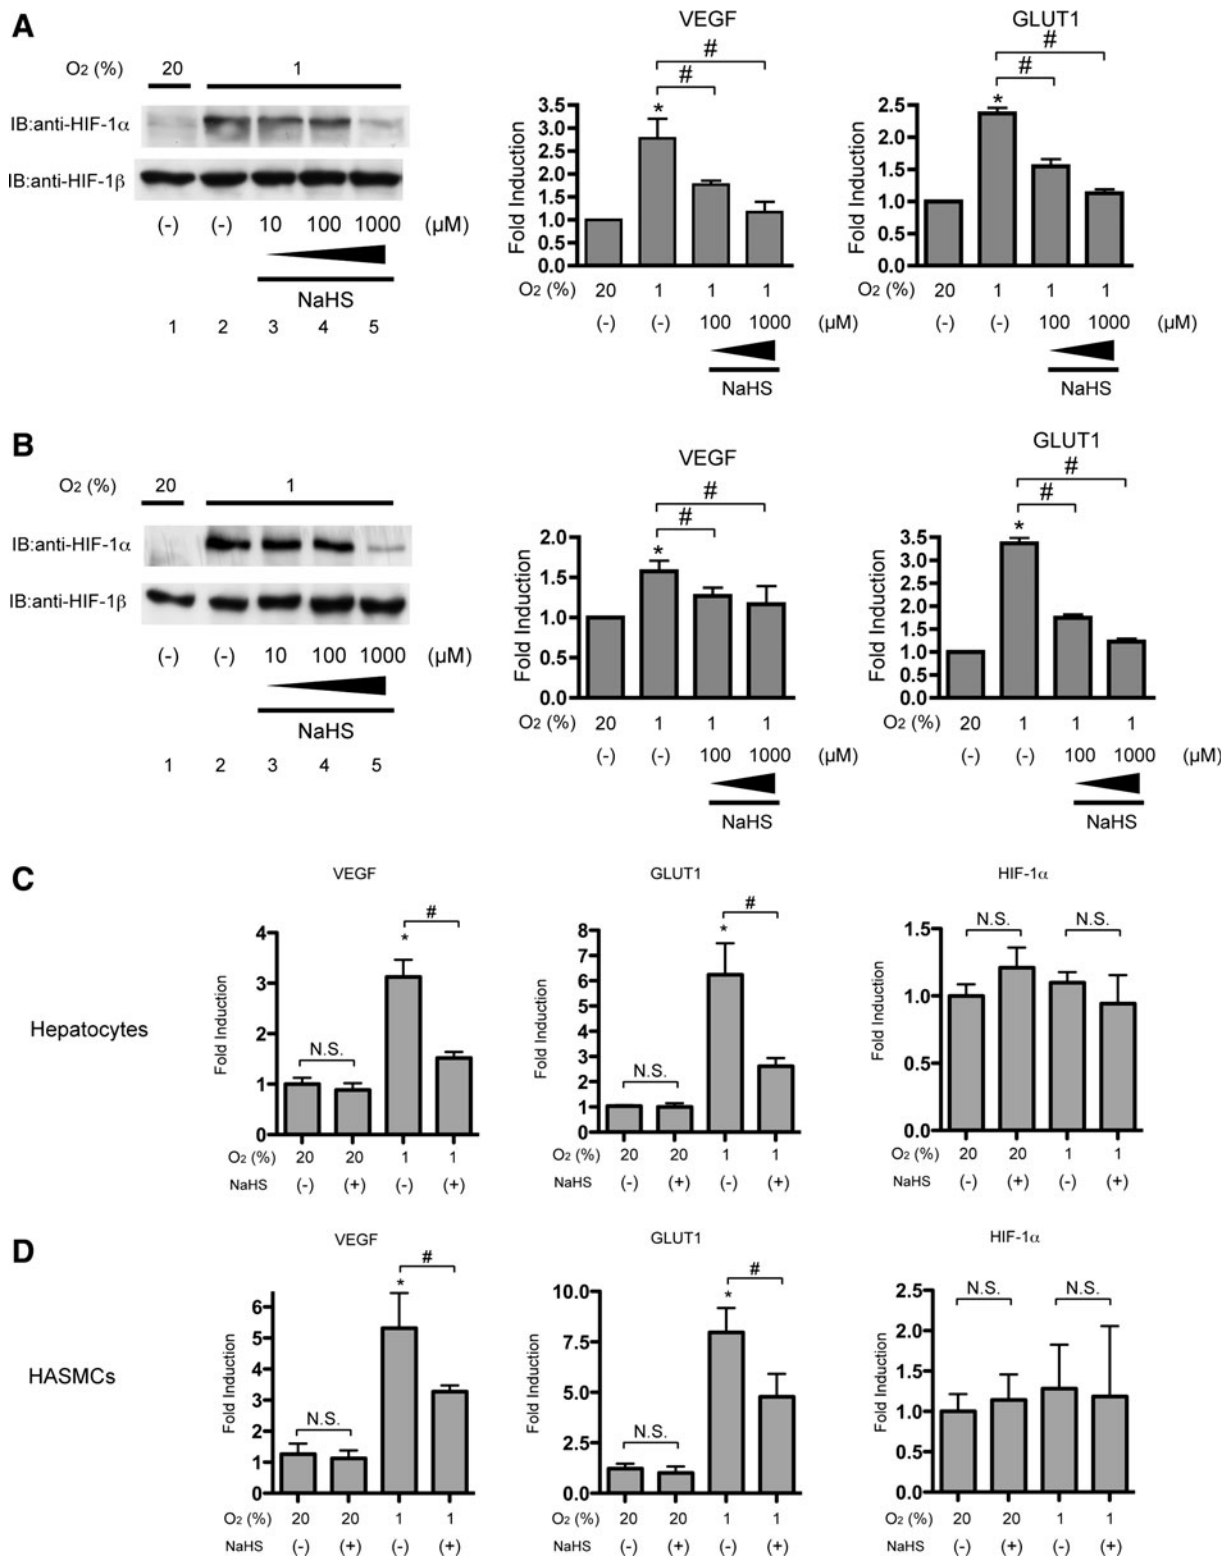 A
O2 (%) 20 1
IB:anti-HIF-1α
IB:anti-HIF-1β
(-) (-) 10 100 1000 (μM)
NaHS
1 2 3 4 5
VEGF
#
#
*
Fold Induction
3.5
3.0
2.5
2.0
1.5
1.0
0.5
0.0
O2 (%) 20 1 1 1
(-) (-) 100 1000 (μM)
NaHS
GLUT1
#
#
*
Fold Induction
3.5
3.0
2.5
2.0
1.5
1.0
0.5
0.0
O2 (%) 20 1 1 1
(-) (-) 100 1000 (μM)
NaHS
B
O2 (%) 20 1
IB:anti-HIF-1α
IB:anti-HIF-1β
(-) (-) 10 100 1000 (μM)
NaHS
1 2 3 4 5
VEGF
#
#
*
Fold Induction
2.0
1.5
1.0
0.5
0.0
O2 (%) 20 1 1 1
(-) (-) 100 1000 (μM)
NaHS
GLUT1
#
#
*
Fold Induction
3.5
3.0
2.5
2.0
1.5
1.0
0.5
0.0
O2 (%) 20 1 1 1
(-) (-) 100 1000 (μM)
NaHS
C
Hepatocytes
VEGF
#
*
N.S.
Fold Induction
4
3
2
1
0
O2 (%) 20 20 1 1
NaHS (-) (+) (-) (+)
GLUT1
#
*
N.S.
Fold Induction
8
7
6
5
4
3
2
1
0
O2 (%) 20 20 1 1
NaHS (-) (+) (-) (+)
HIF-1α
N.S. N.S.
Fold Induction
1.5
1.0
0.5
0.0
O2 (%) 20 20 1 1
NaHS (-) (+) (-) (+)
D
HASMCs
VEGF
#
*
N.S.
Fold Induction
6
5
4
3
2
1
0
O2 (%) 20 20 1 1
NaHS (-) (+) (-) (+)
GLUT1
#
*
N.S.
Fold Induction
10.0
7.5
5.0
2.5
0.0
O2 (%) 20 20 1 1
NaHS (-) (+) (-) (+)
HIF-1α
N.S. N.S.
Fold Induction
2.5
2.0
1.5
1.0
0.5
0.0
O2 (%) 20 20 1 1
NaHS (-) (+) (-) (+)